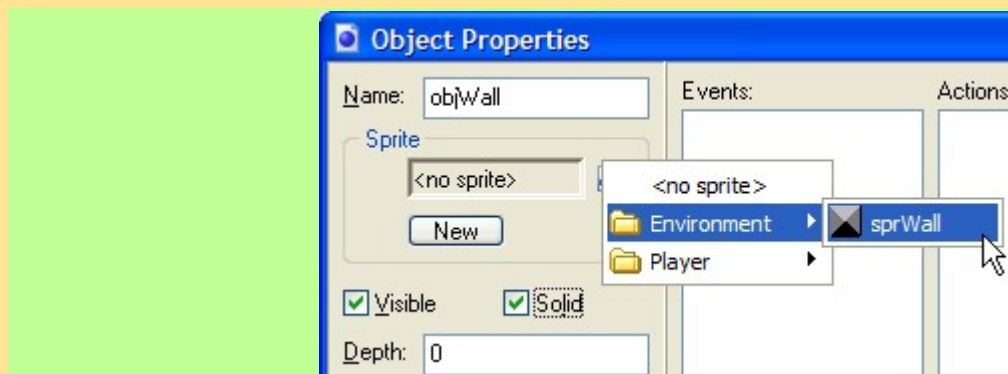 Object Properties
Name: objWall
Events:
Actions
Sprite
<no sprite>
<no sprite>
New
Environment
sprWall
Player
Visible
Solid
Depth: 0